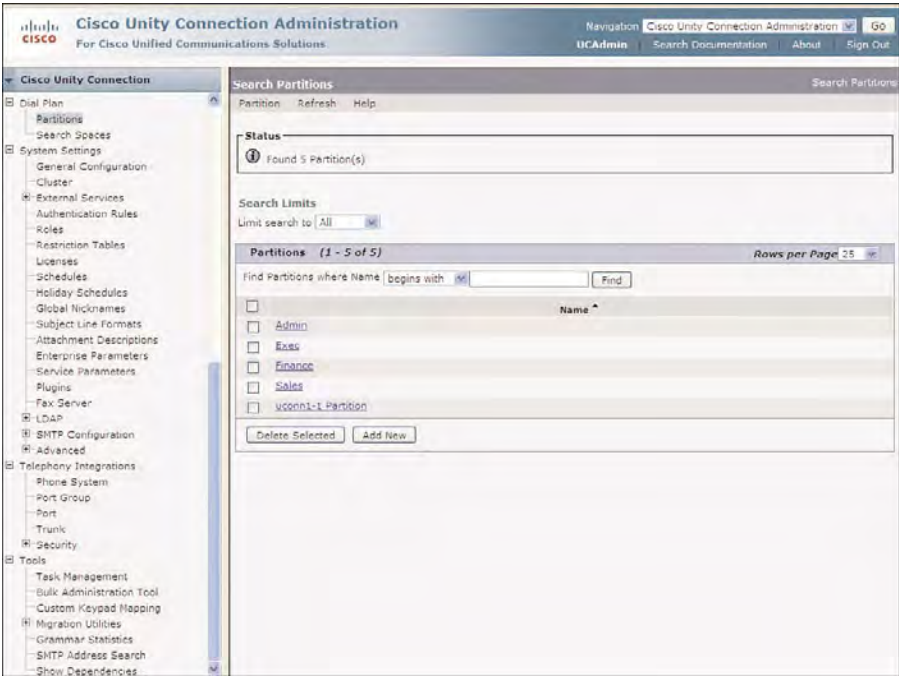 Cisco Unity Connection Administration
CISCO
For Cisco Unified Communications Solutions
Navigation Cisco Unity Connection Administration Go
UCAdmin Search Documentation About Sign Out
Cisco Unity Connection
Dial Plan
Partitions
Search Spaces
System Settings
General Configuration
Cluster
External Services
Authentication Rules
Roles
Restriction Tables
Licenses
Schedules
Holiday Schedules
Global Nicknames
Subject Line Formats
Attachment Descriptions
Enterprise Parameters
Service Parameters
Plugins
Fax Server
LDAP
SMTP Configuration
Advanced
Telephony Integrations
Phone System
Port Group
Port
Trunk
Security
Tools
Task Management
Bulk Administration Tool
Custom Keypad Mapping
Migration Utilities
Grammar Statistics
SMTP Address Search
Show Dependencies
Search Partitions Search Partitions
Partition Refresh Help
Status
Found 5 Partition(s)
Search Limits
Limit search to All
Partitions (1 - 5 of 5) Rows per Page 25
Find Partitions where Name begins with Find
Name
Admin
Exec
Finance
Sales
uconn1-1 Partition
Delete Selected Add New